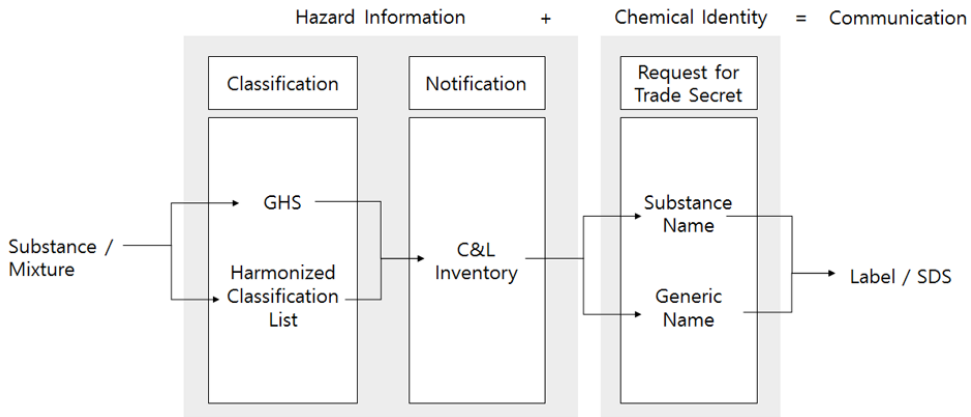 Hazard Information + Chemical Identity = Communication
Classification
Notification
Request for
Trade Secret
Substance /
Mixture
GHS
Harmonized
Classification
List
C&L
Inventory
Substance
Name
Generic
Name
Label / SDS